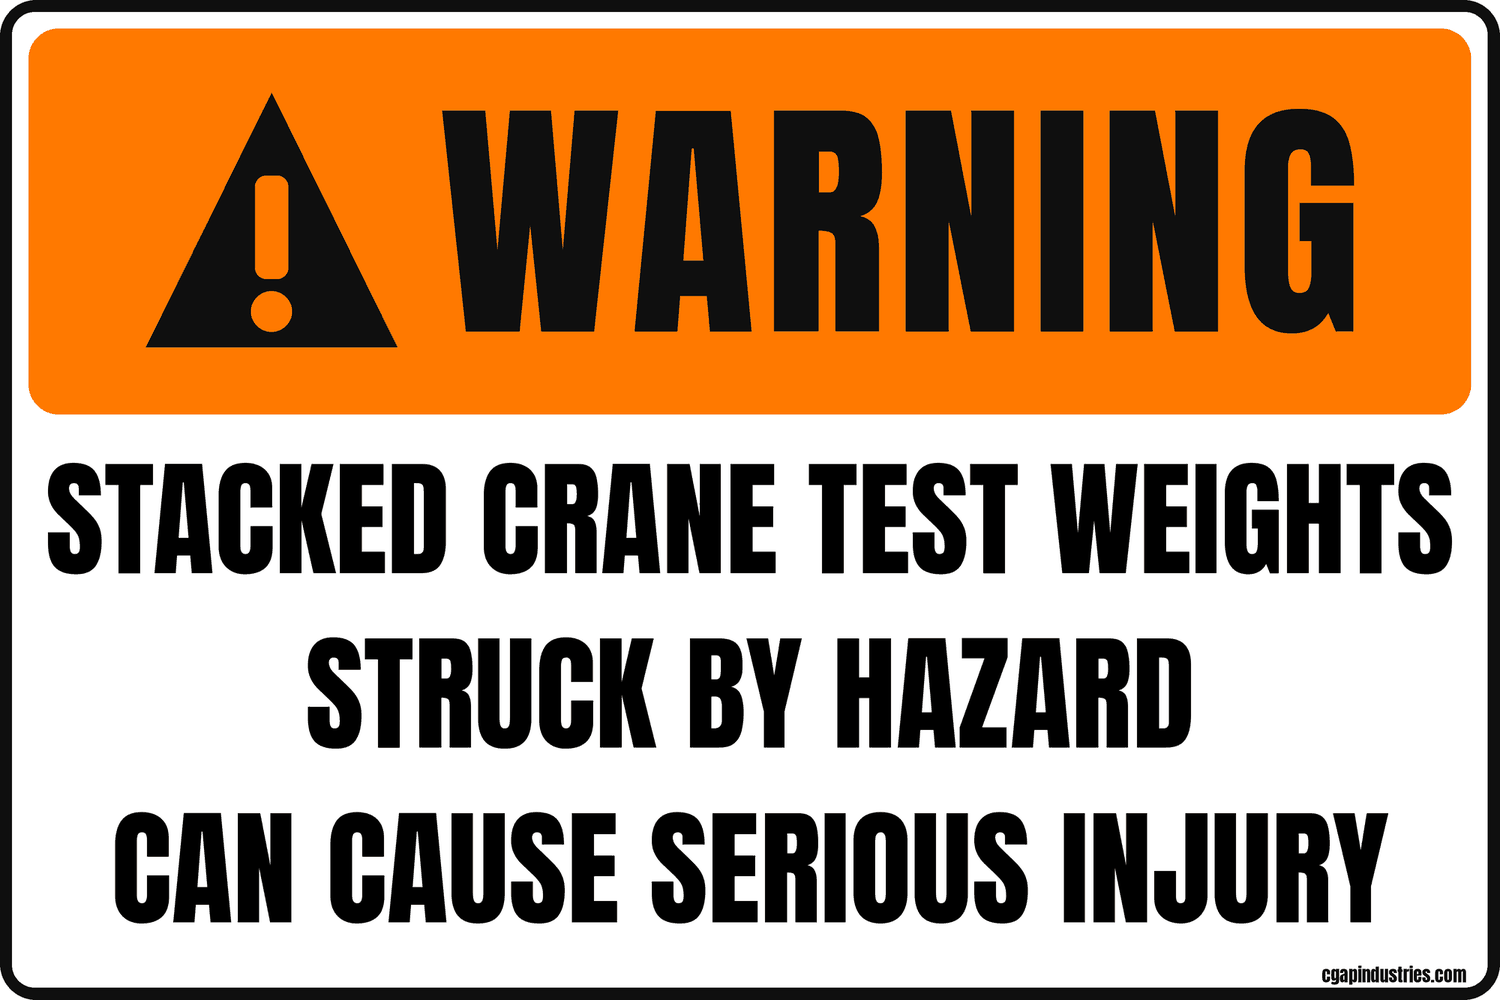 WARNING
STACKED CRANE TEST WEIGHTS
STRUCK BY HAZARD
CAN CAUSE SERIOUS INJURY
cgapindustries.com